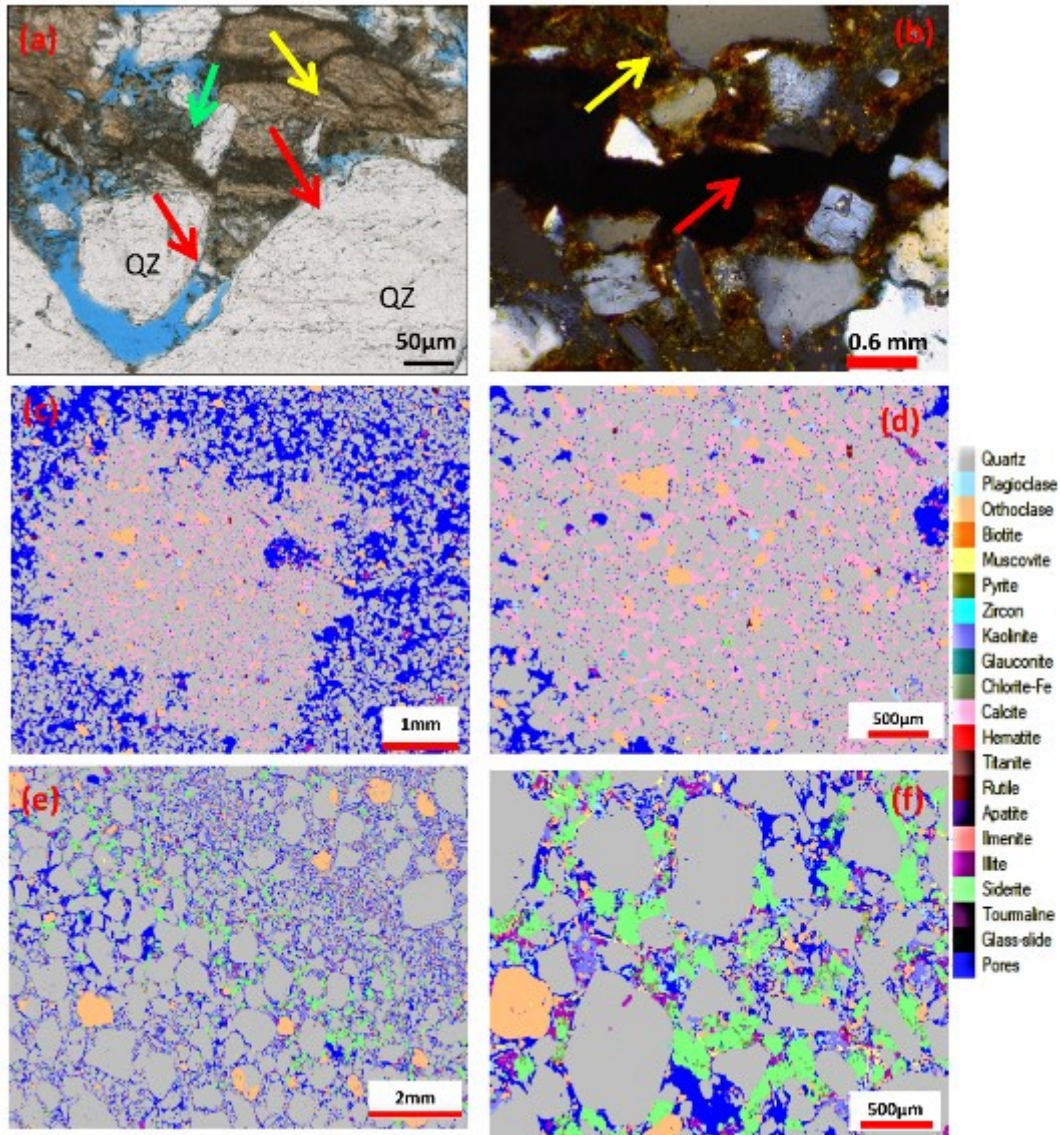 (a)
QZ
QZ
50µm
(b)
0.6 mm
(c)
1mm
(d)
500µm
(e)
2mm
(f)
500µm
Quartz
Plagioclase
Orthoclase
Biotite
Muscovite
Pyrite
Zircon
Kaolinite
Glauconite
Chlorite-Fe
Calcite
Hematite
Titanite
Rutile
Apatite
Ilmenite
Illite
Siderite
Tourmaline
Glass-slide
Pores